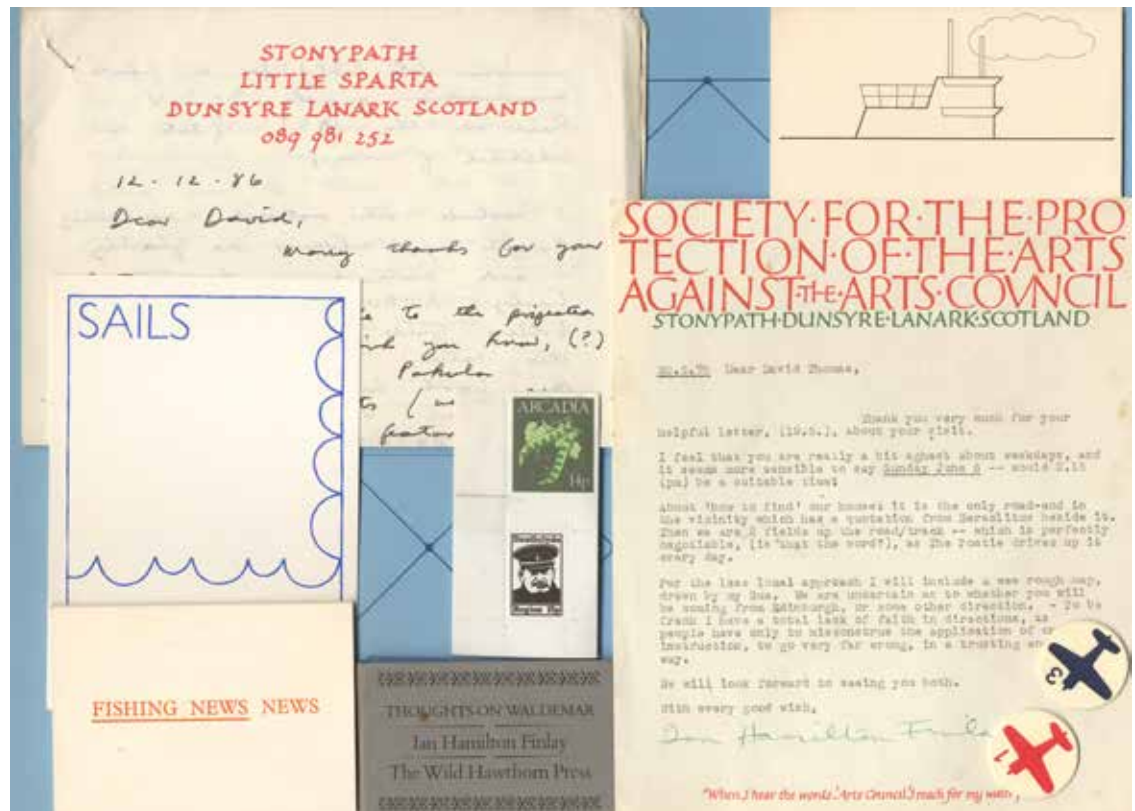 STONYPATH
LITTLE SPARTA
DUNSYRE LANARK SCOTLAND
089 981 252
12 · 12 · 86
Dear David,
many thanks for your
to the projection
you know, (?)
Pakula
SAILS
FISHING NEWS NEWS
ARCADIA
14p
THOUGHTS ON WALDEMAR
Ian Hamilton Finlay
The Wild Hawthorn Press
SOCIETY·FOR·THE·PRO
TECTION·OF·THE·ARTS
AGAINST·THE·ARTS·COVNCIL
STONYPATH·DUNSYRE·LANARK·SCOTLAND
Dear David Thomas,
Thank you very much for your
helpful letter, (19.5.), about your visit.
I feel that you are really a bit aghast about weekdays, and
it seems more sensible to say Sunday June 6 -- would 2.15
(pm) be a suitable time?
About 'how to find' our house: it is the only road-end in
the vicinity which has a quotation from Heraclitus beside it.
Then we are 2 fields up the road/track -- which is perfectly
negotiable, (is that the word?), as The Postie drives up it
every day.
For the less local approach I will include a wee rough map,
drawn by my Sue. We are uncertain as to whether you will
be coming from Edinburgh, or some other direction. - To be
frank I have a total lack of faith in directions, as
people have only to misconstrue the application of
instruction, to go very far wrong, in a trusting
way.
We will look forward to seeing you both.
With every good wish,
Ian Hamilton Finlay
3
1
"When I hear the words 'Arts Council' I reach for my water